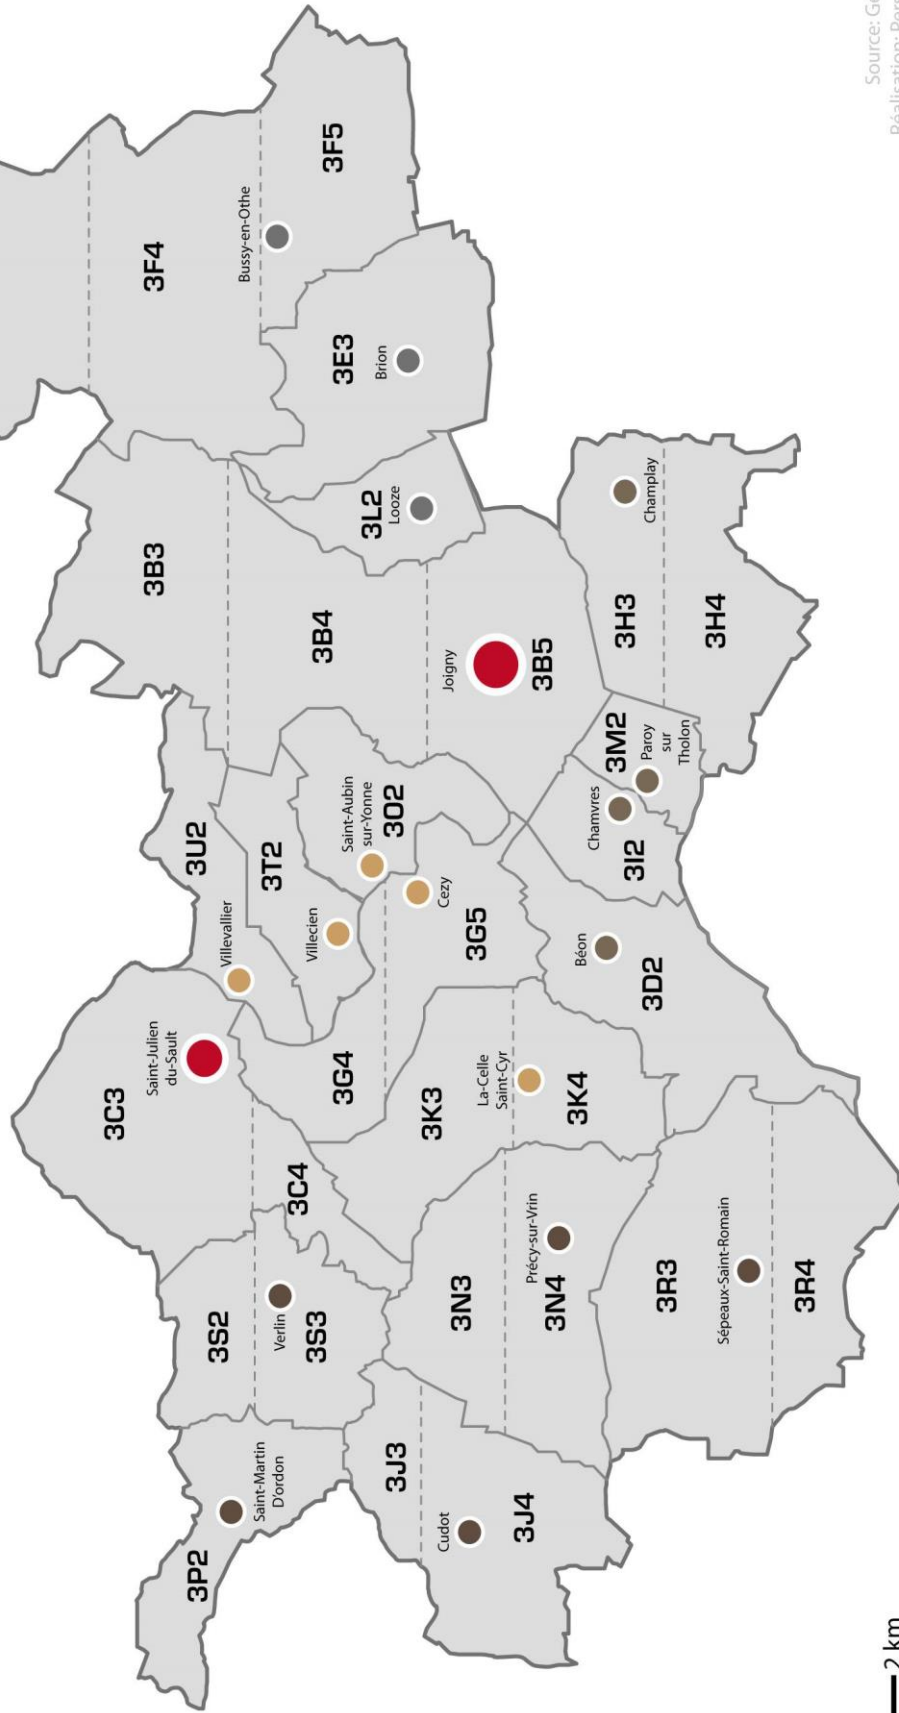 3F4
Bussy-en-Othe
3F5
3E3
Brion
3B3
3L2
Looze
3B4
Joigny
3B5
Champlay
3H3
3H4
3M2
Paroy
sur
Tholon
Chamvres
3I2
3U2
3T2
Saint-Aubin
sur-Yonne
3O2
Villevallier
Villecien
Cezy
3G5
Béon
3D2
Saint-Julien
du-Sault
3C3
3G4
3K3
La-Celle
Saint-Cyr
3K4
3C4
3S2
Verlin
3S3
3N3
Précy-sur-Vrin
3N4
3R3
Sépeaux-Saint-Romain
3R4
Saint-Martin
D'ordon
3P2
3J3
Cudot
3J4
2 km
Source:
Réalisation: